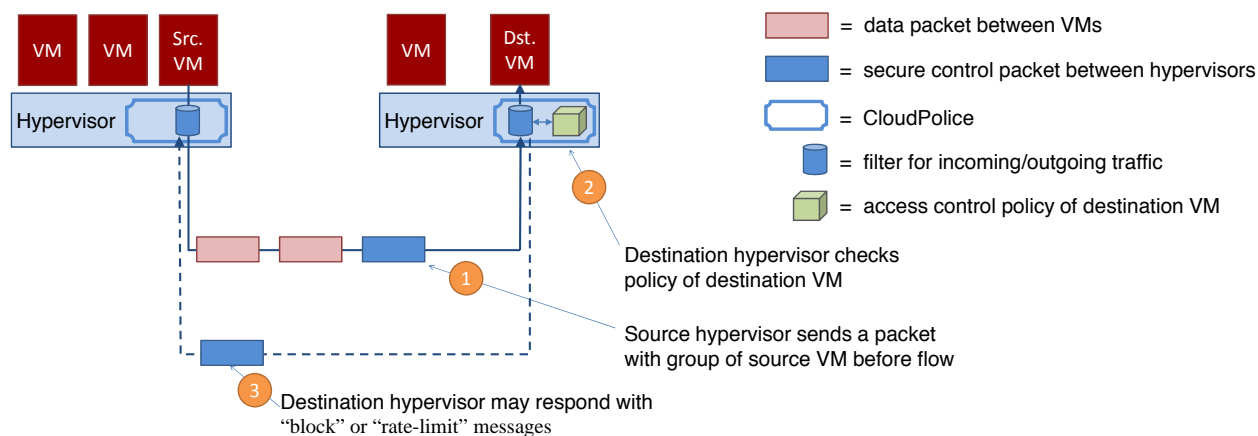 VM
VM
Src.
VM
VM
Dst.
VM
Hypervisor
Hypervisor
= data packet between VMs
= secure control packet between hypervisors
= CloudPolice
= filter for incoming/outgoing traffic
= access control policy of destination VM
2
Destination hypervisor checks
policy of destination VM
1
Source hypervisor sends a packet
with group of source VM before flow
3
Destination hypervisor may respond with
“block” or “rate-limit” messages